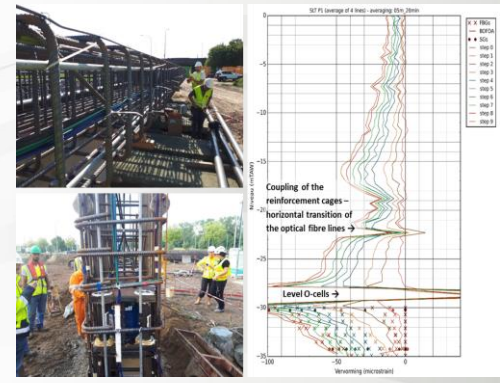 SLT P1 (average of 4 lines) - averaging: 05m_20min
0
× × FBGs
— BOFDA
• • SGs
step 0
step 1
step 2
step 3
step 4
step 5
step 6
step 7
step 8
step 9
−5
−10
−15
Niveau (mTAW)
−20
Coupling of the
reinforcement cages –
horizontal transition of
the optical fibre lines →
−25
Level O-cells →
−30
−35
−100
−50
0
Vervorming (microstrain)